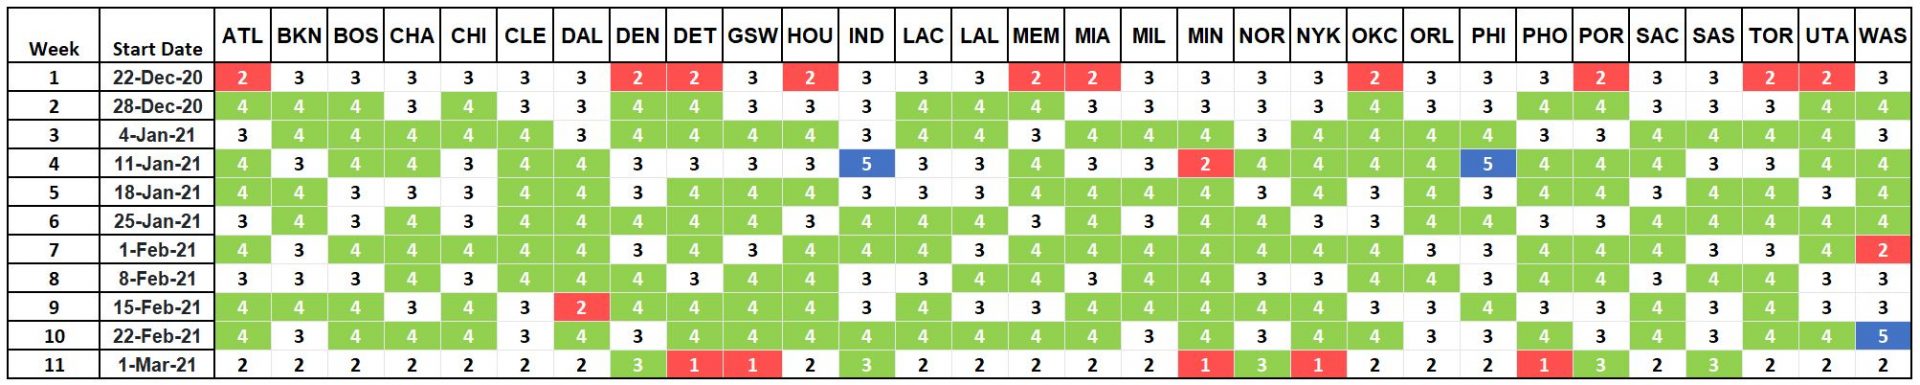 Week Start Date ATL BKN BOS CHA CHI CLE DAL DEN DET GSW HOU IND LAC LAL MEM MIA MIL MIN NOR NYK OKC ORL PHI PHO POR SAC SAS TOR UTA WAS
1 22-Dec-20 2 3 3 3 3 3 3 2 2 3 2 3 3 3 2 2 3 3 3 3 2 3 3 3 2 3 3 2 2 3
2 28-Dec-20 4 4 4 3 4 3 3 4 4 3 3 3 4 4 4 3 3 3 3 3 4 3 3 4 4 3 3 3 4 4
3 4-Jan-21 3 4 4 4 4 4 3 4 4 4 4 3 4 4 3 4 4 4 3 4 4 4 4 3 3 4 4 4 4 3
4 11-Jan-21 4 3 4 4 3 4 4 3 3 3 3 5 3 3 4 3 3 2 4 4 4 4 5 4 4 4 3 3 4 4
5 18-Jan-21 4 4 3 3 3 4 4 3 4 4 4 3 3 3 4 4 4 4 3 4 3 4 3 4 4 3 4 4 3 4
6 25-Jan-21 3 4 3 4 3 4 4 4 4 4 3 4 4 4 3 4 3 4 4 3 3 4 4 3 3 4 4 4 4 4
7 1-Feb-21 4 3 4 4 4 4 4 3 4 3 4 4 4 3 4 4 4 4 4 4 4 3 3 4 4 4 3 3 4 2
8 8-Feb-21 3 3 3 4 3 4 4 4 3 4 4 3 3 4 4 3 4 4 3 3 4 4 3 4 4 3 4 4 3 3
9 15-Feb-21 4 4 4 3 4 3 2 4 4 4 4 3 4 3 3 4 4 4 4 4 3 3 4 3 3 4 3 4 3 3
10 22-Feb-21 4 3 4 4 4 3 4 3 4 4 4 4 4 4 4 4 3 4 3 4 4 3 3 4 3 4 3 4 4 5
11 1-Mar-21 2 2 2 2 2 2 2 3 1 1 2 3 2 2 2 2 2 1 3 1 2 2 2 1 3 2 3 2 2 2